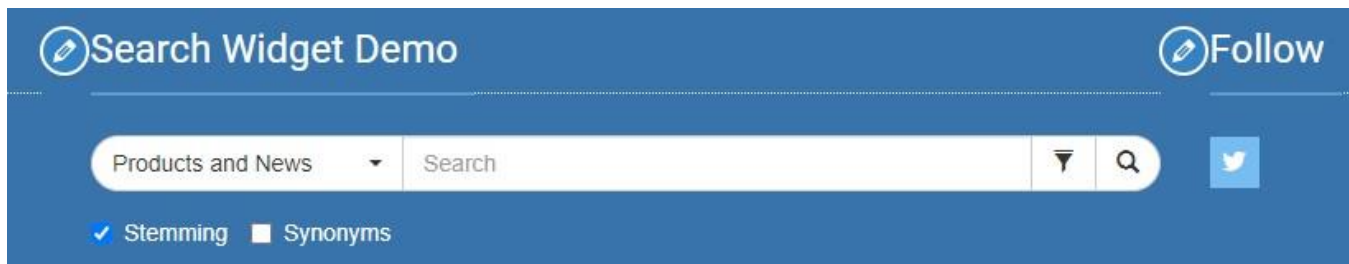 Search Widget Demo
Follow
Products and News
Search
Stemming
Synonyms